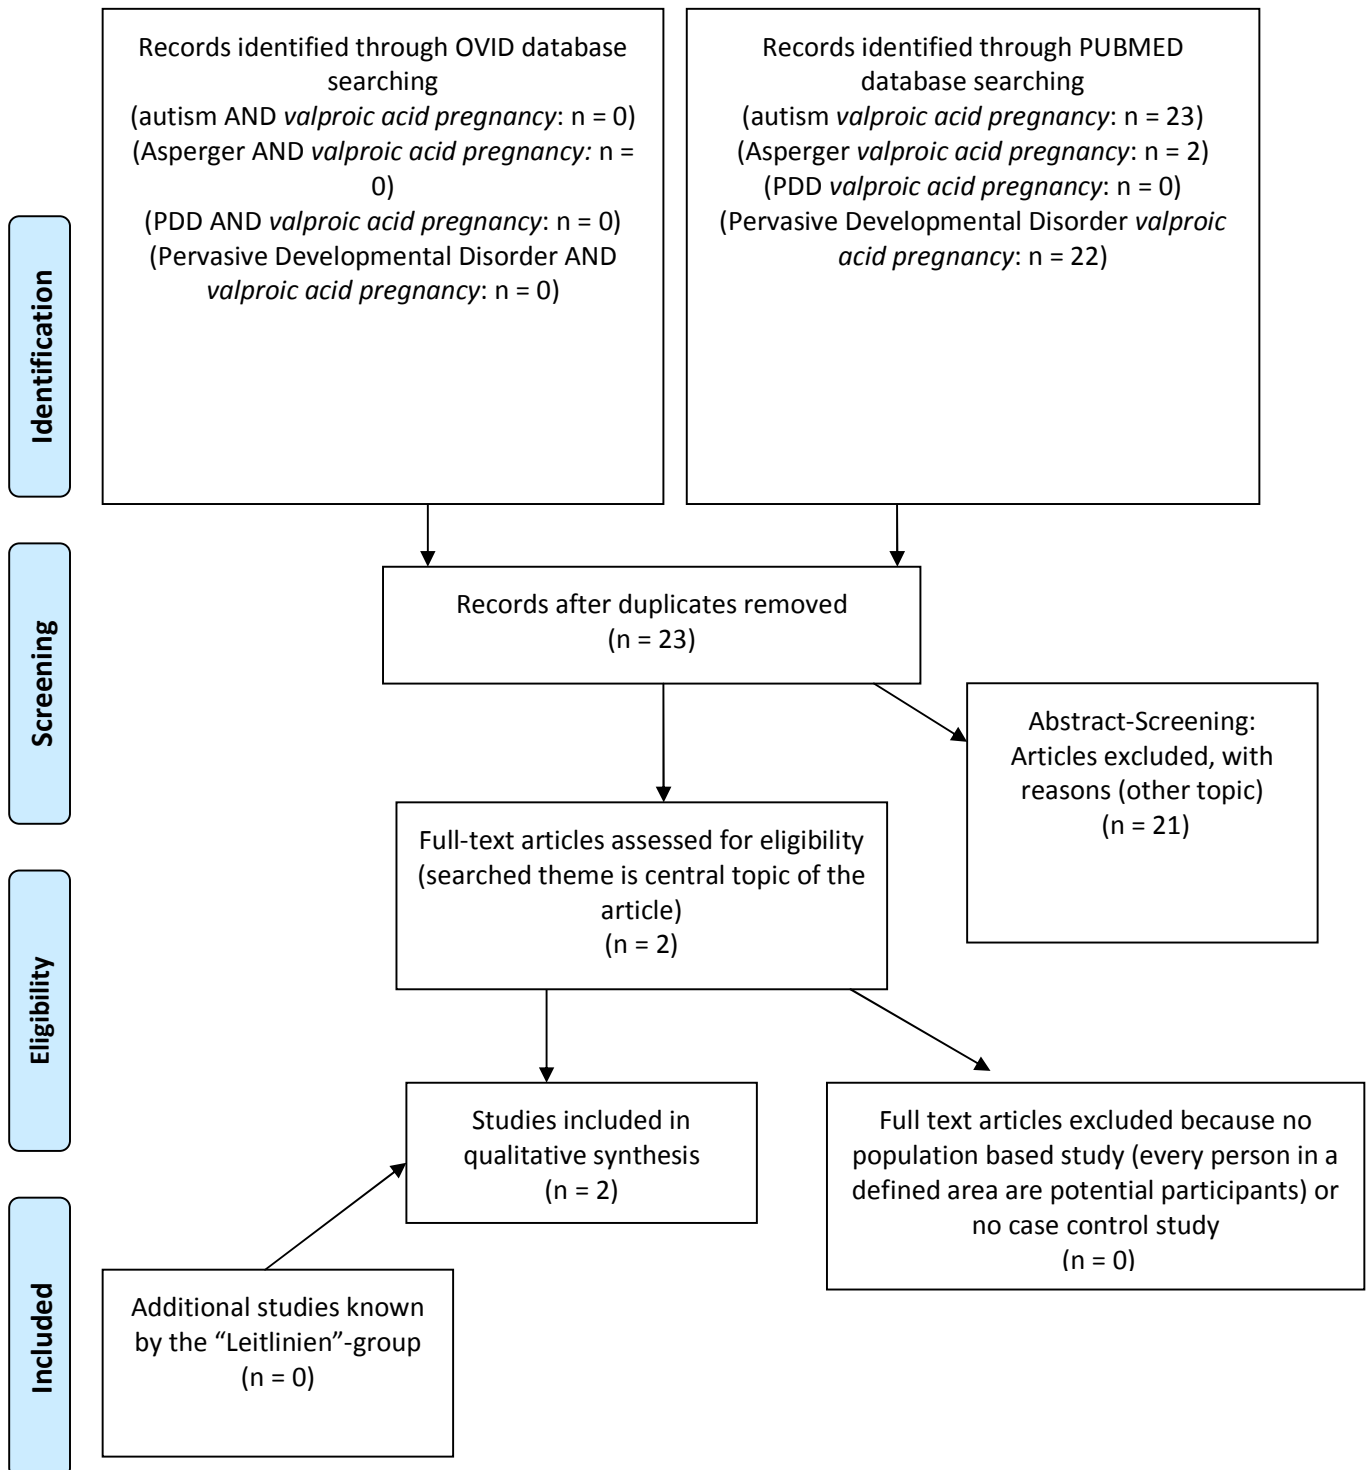 Records identified through OVID database
searching
(autism AND valproic acid pregnancy: n = 0)
(Asperger AND valproic acid pregnancy: n =
0)
(PDD AND valproic acid pregnancy: n = 0)
(Pervasive Developmental Disorder AND
valproic acid pregnancy: n = 0)
Records identified through PUBMED
database searching
(autism valproic acid pregnancy: n = 23)
(Asperger valproic acid pregnancy: n = 2)
(PDD valproic acid pregnancy: n = 0)
(Pervasive Developmental Disorder valproic
acid pregnancy: n = 22)
Identification
Records after duplicates removed
(n = 23)
Screening
Abstract-Screening:
Articles excluded, with
reasons (other topic)
(n = 21)
Full-text articles assessed for eligibility
(searched theme is central topic of the
article)
(n = 2)
Eligibility
Studies included in
qualitative synthesis
(n = 2)
Full text articles excluded because no
population based study (every person in a
defined area are potential participants) or
no case control study
(n = 0)
Included
Additional studies known
by the “Leitlinien”-group
(n = 0)